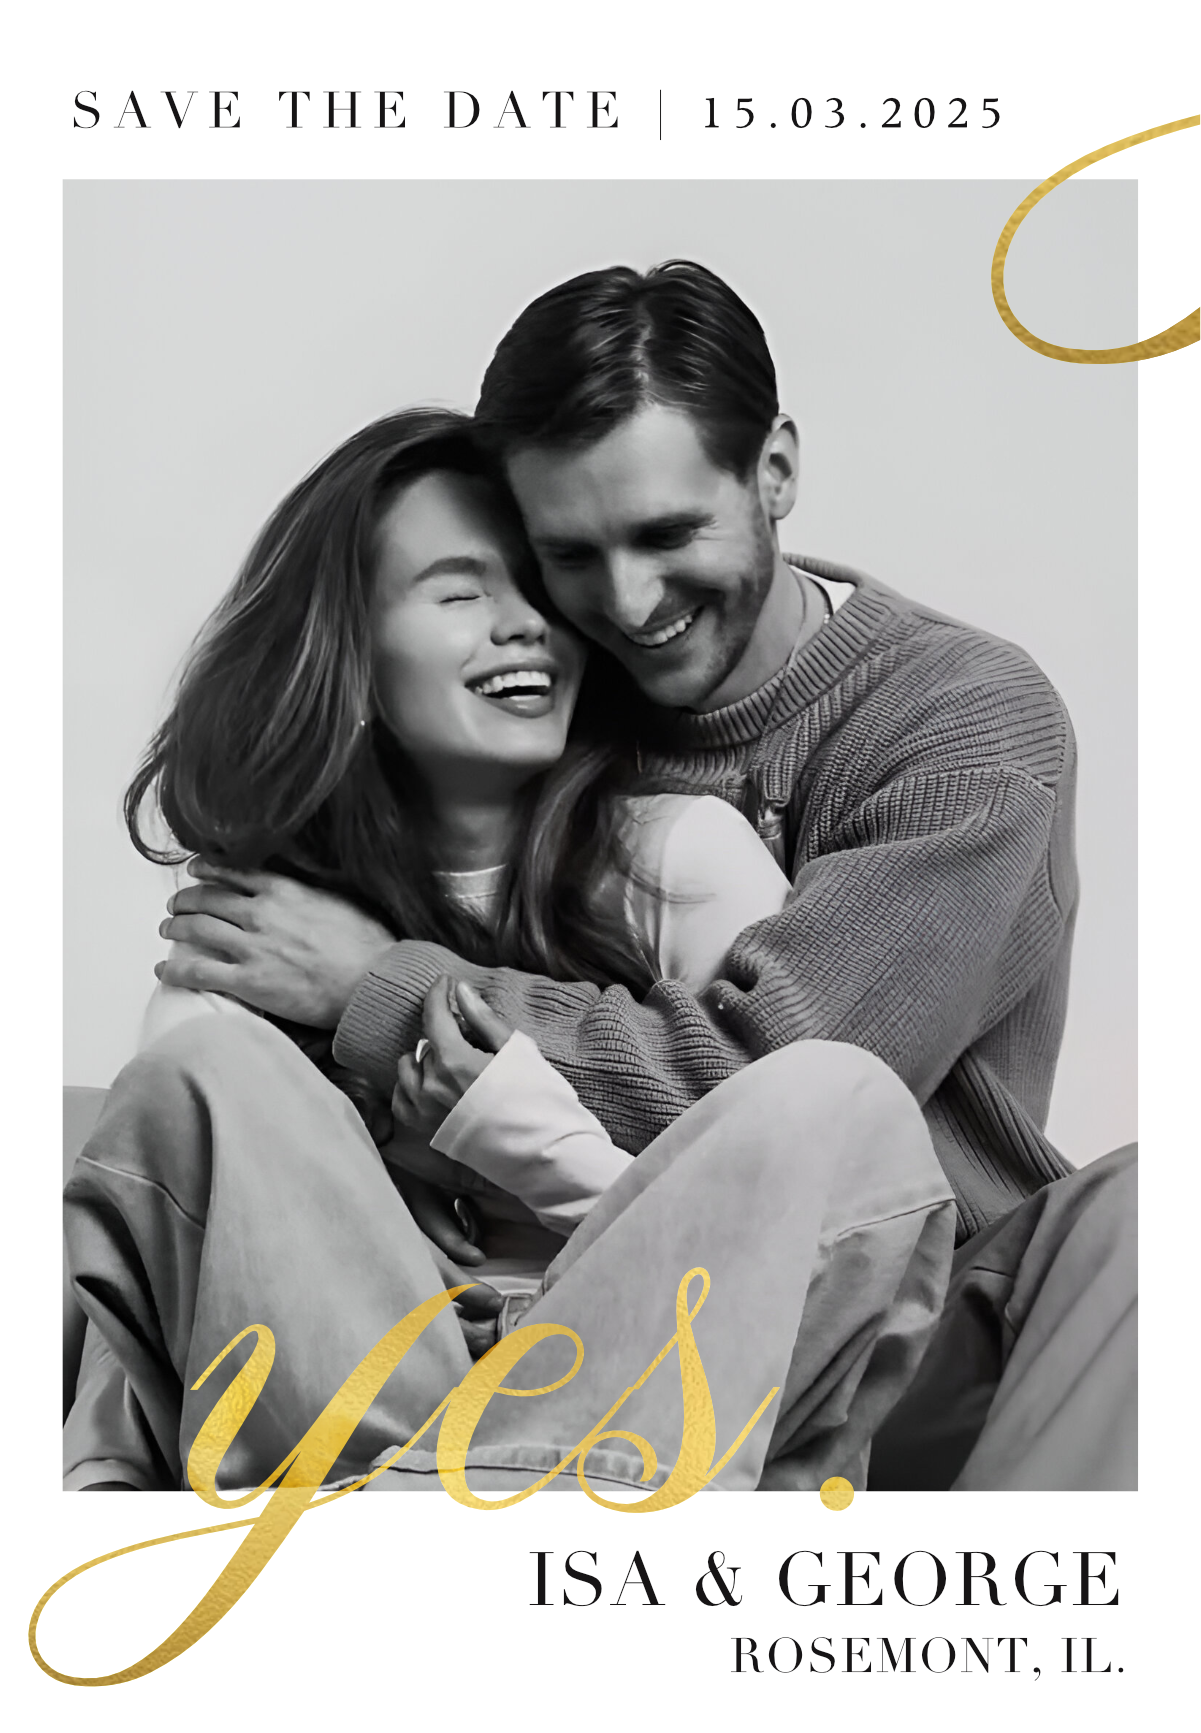 SAVE THE DATE | 15.03.2025
yes.
ISA & GEORGE
ROSEMONT, IL.